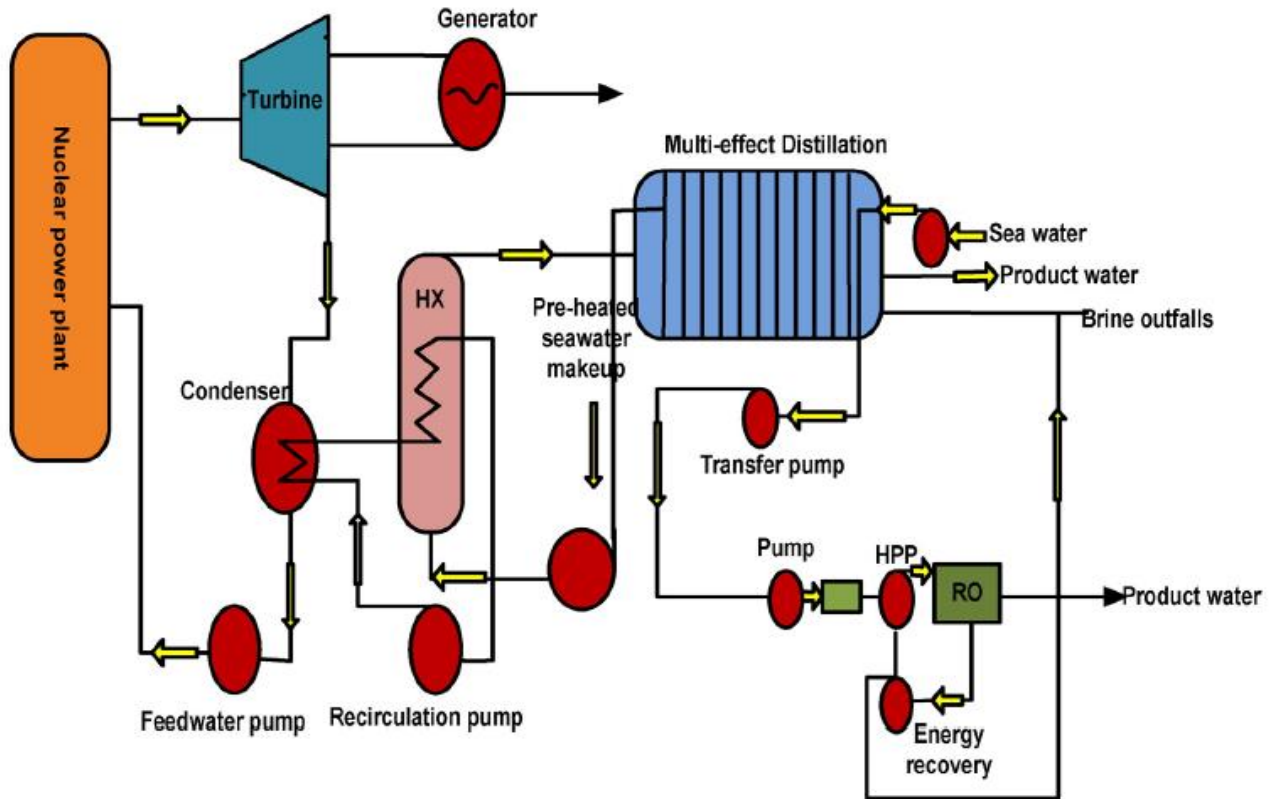 Generator
Turbine
Nuclear power plant
Multi-effect Distillation
Sea water
Product water
Brine outfalls
HX
Pre-heated
seawater
makeup
Condenser
Transfer pump
Pump
HPP
RO
Product water
Feedwater pump
Recirculation pump
Energy
recovery